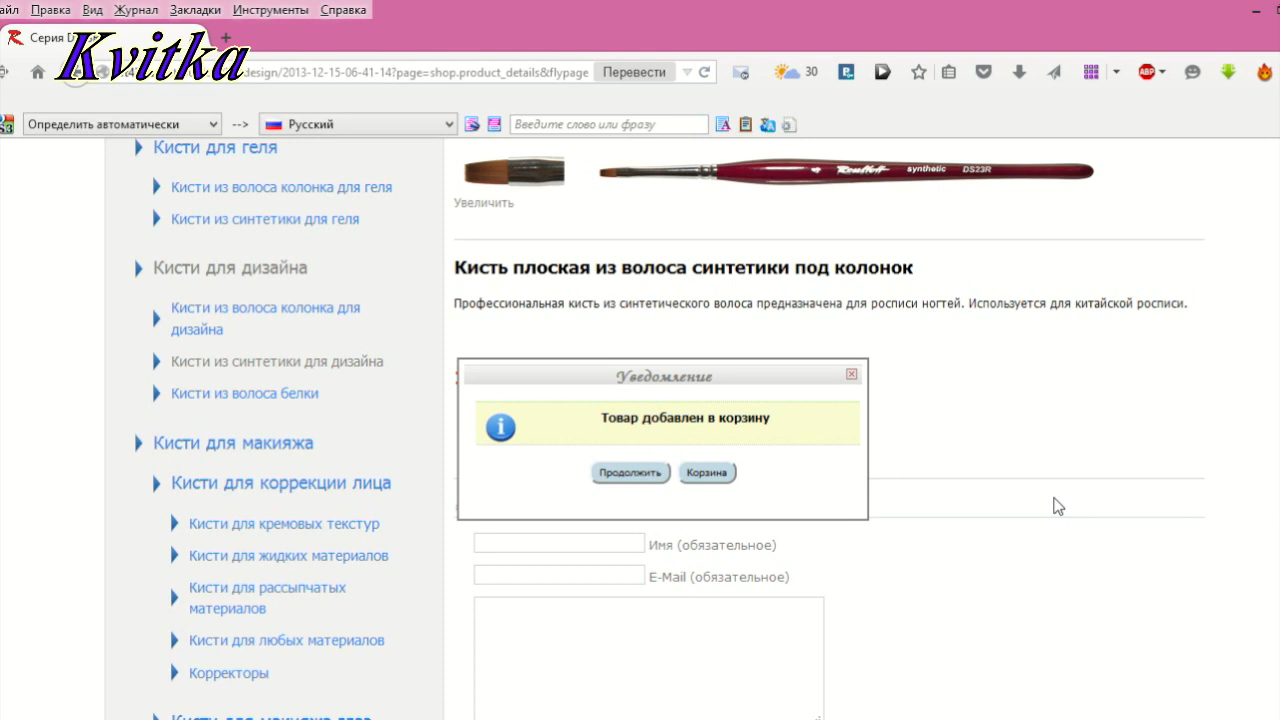 айл Правка Вид Журнал Закладки Инструменты Справка
Серия D
Kvitka
design/2013-12-15-06-41-14?page=shop.product_details&flypage Перевести 30 ABP
Определить автоматически --> Русский Введите слово или фразу
Кисти для геля
Кисти из волоса колонка для геля
Кисти из синтетики для геля
Кисти для дизайна
Кисти из волоса колонка для
дизайна
Кисти из синтетики для дизайна
Кисти из волоса белки
Кисти для макияжа
Кисти для коррекции лица
Кисти для кремовых текстур
Кисти для жидких материалов
Кисти для рассыпчатых
материалов
Кисти для любых материалов
Корректоры
4 Roubloff synthetic DS23R
Увеличить
Кисть плоская из волоса синтетики под колонок
Профессиональная кисть из синтетического волоса предназначена для росписи ногтей. Используется для китайской росписи.
Уведомление
Товар добавлен в корзину
Продолжить Корзина
Имя (обязательное)
E-Mail (обязательное)